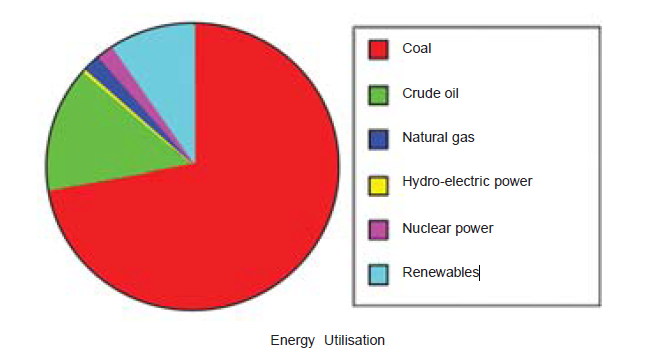 Coal
Crude oil
Natural gas
Hydro-electric power
Nuclear power
Renewables
Energy Utilisation